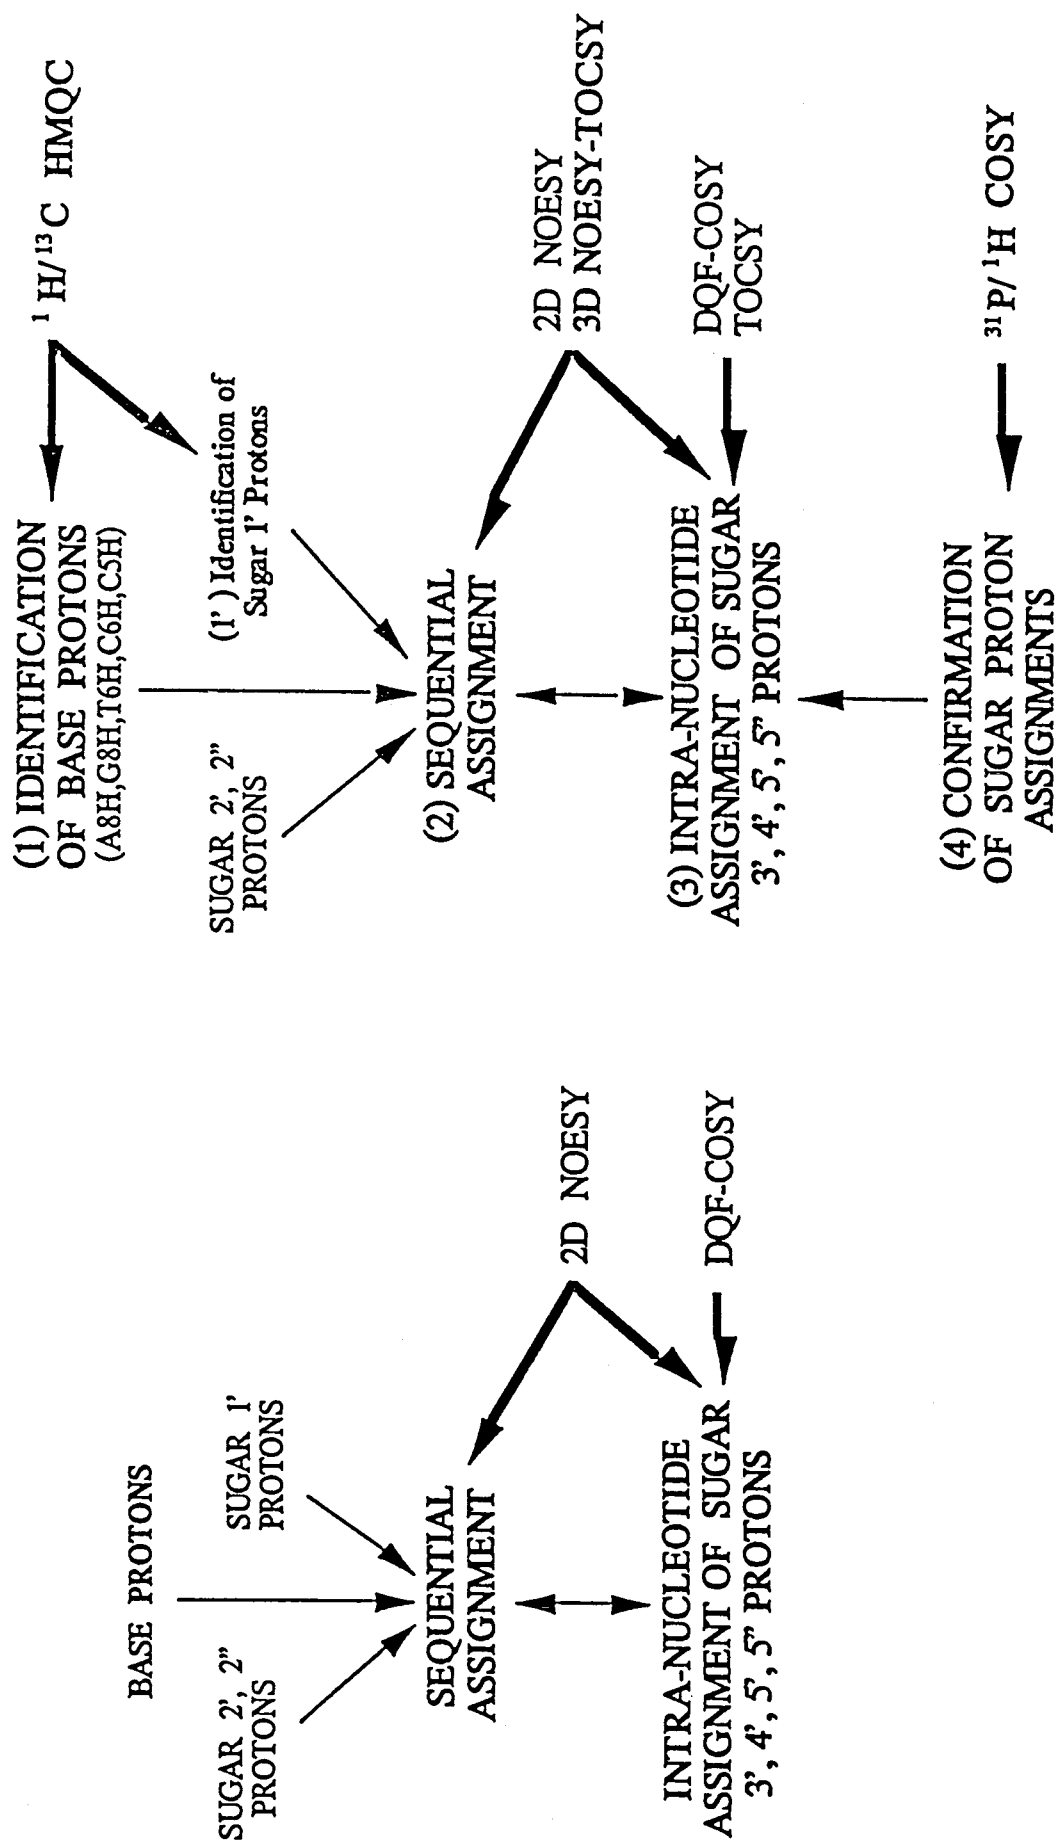 BASE PROTONS
SUGAR 2', 2"
PROTONS
SUGAR 1'
PROTONS
SEQUENTIAL
ASSIGNMENT
2D NOESY
INTRA-NUCLEOTIDE
ASSIGNMENT OF SUGAR
3', 4', 5', 5" PROTONS
DQF-COSY
(1) IDENTIFICATION
OF BASE PROTONS
(A8H,G8H,T6H,C6H,C5H)
¹H/¹³C HMQC
SUGAR 2', 2"
PROTONS
(1') Identification of
Sugar 1' Protons
(2) SEQUENTIAL
ASSIGNMENT
2D NOESY
3D NOESY-TOCSY
(3) INTRA-NUCLEOTIDE
ASSIGNMENT OF SUGAR
3', 4', 5', 5" PROTONS
DQF-COSY
TOCSY
(4) CONFIRMATION
OF SUGAR PROTON
ASSIGNMENTS
³¹P/¹H COSY